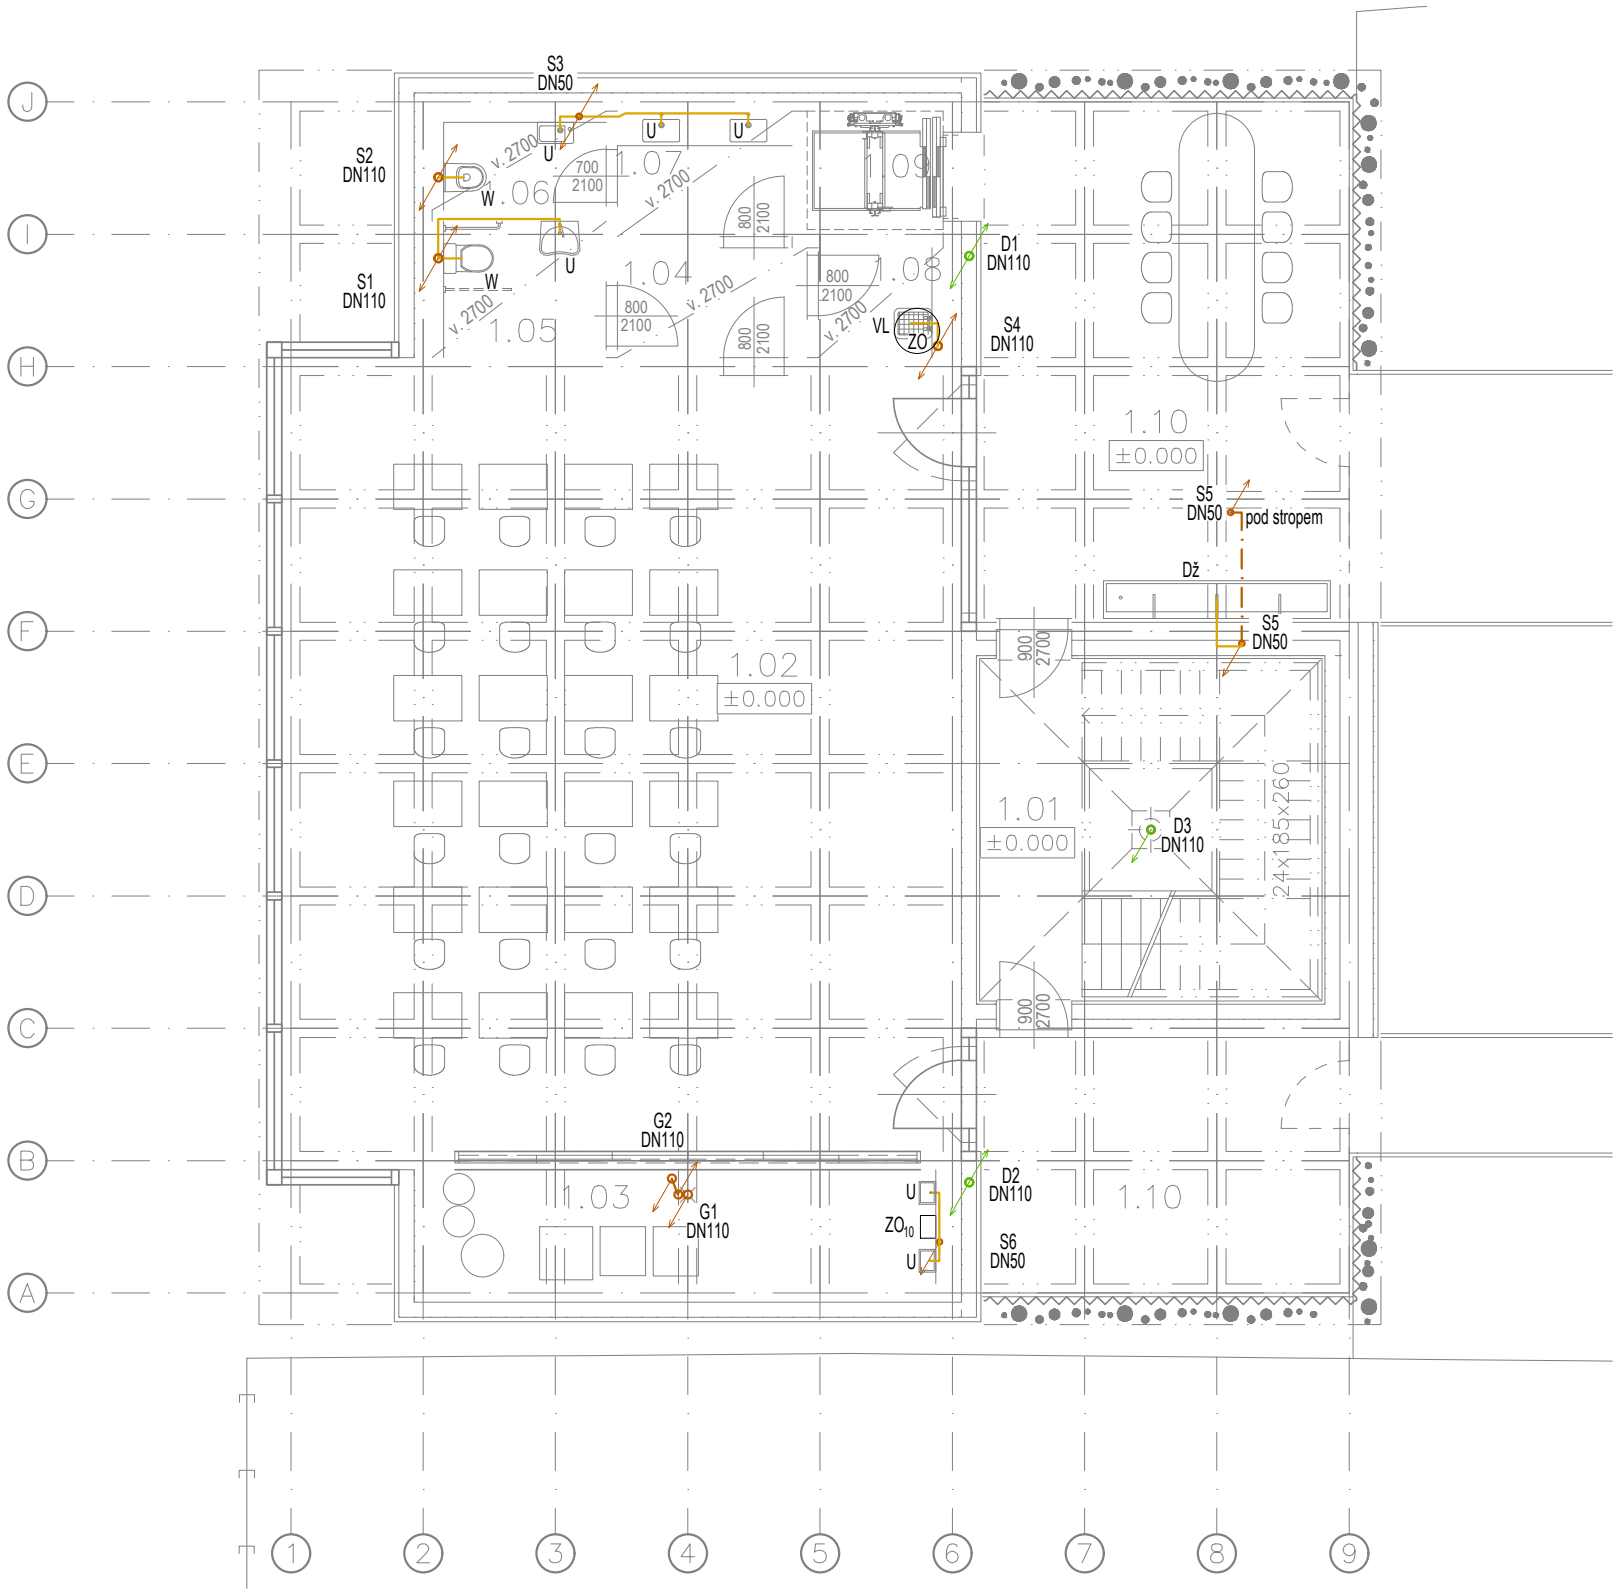 J
S3
DN50
U
U
U
v. 2700
700
2100
1.07
1.09
S2
DN110
W
1.06
v. 2700
800
2100
I
D1
DN110
U
1.04
.08
S1
DN110
W
v. 2700
1.05
v. 2700
800
2100
800
2100
800
2100
v. 2700
VL
ZO
S4
DN110
H
1.10
±0.000
G
S5
DN50
pod stropem
Dž
F
S5
DN50
900
2700
1.02
±0.000
E
24x185x260
1.01
±0.000
D3
DN110
D
C
900
2700
G2
DN110
B
1.03
G1
DN110
U
ZO10
U
D2
DN110
1.10
S6
DN50
A
1
2
3
4
5
6
7
8
9